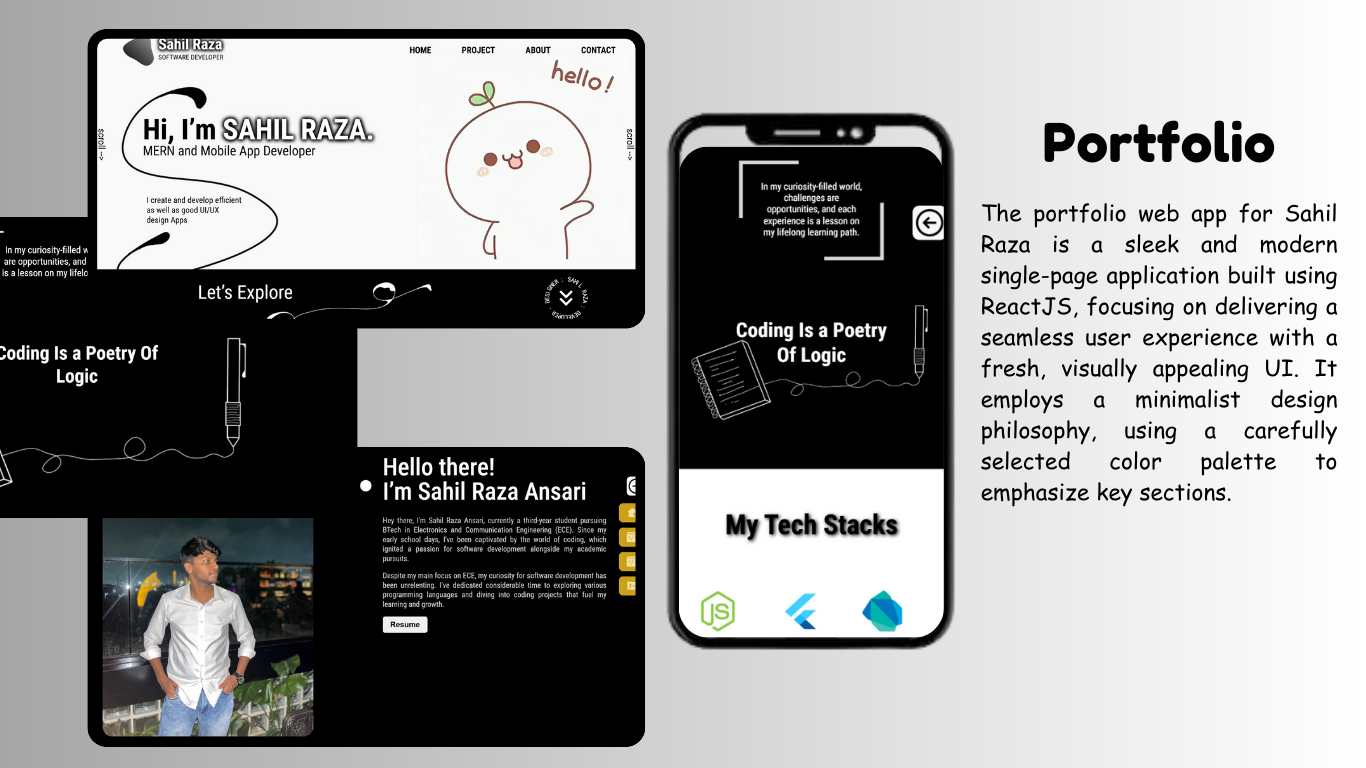 Sahil Raza
SOFTWARE DEVELOPER
HOME PROJECT ABOUT CONTACT
hello!
Hi, I'm SAHIL RAZA.
MERN and Mobile App Developer
scroll -->
scroll -->
I create and develop efficient
as well as good UI/UX
design Apps
Let's Explore
DEVELOPER : SAHIL RAZA : DESIGNER :
In my curiosity-filled w
are opportunities, and
is a lesson on my lifelo
Coding Is a Poetry Of
Logic
Hello there!
I'm Sahil Raza Ansari
Hey there, I'm Sahil Raza Ansari, currently a third-year student pursuing
BTech in Electronics and Communication Engineering (ECE). Since my
early school days, I've been captivated by the world of coding, which
ignited a passion for software development alongside my academic
pursuits.
Despite my main focus on ECE, my curiosity for software development has
been unrelenting. I've dedicated considerable time to exploring various
programming languages and diving into coding projects that fuel my
learning and growth.
Resume
In my curiosity-filled world,
challenges are
opportunities, and each
experience is a lesson on
my lifelong learning path.
Coding Is a Poetry
Of Logic
My Tech Stacks
JS
Portfolio
The portfolio web app for Sahil
Raza is a sleek and modern
single-page application built using
ReactJS, focusing on delivering a
seamless user experience with a
fresh, visually appealing UI. It
employs a minimalist design
philosophy, using a carefully
selected color palette to
emphasize key sections.